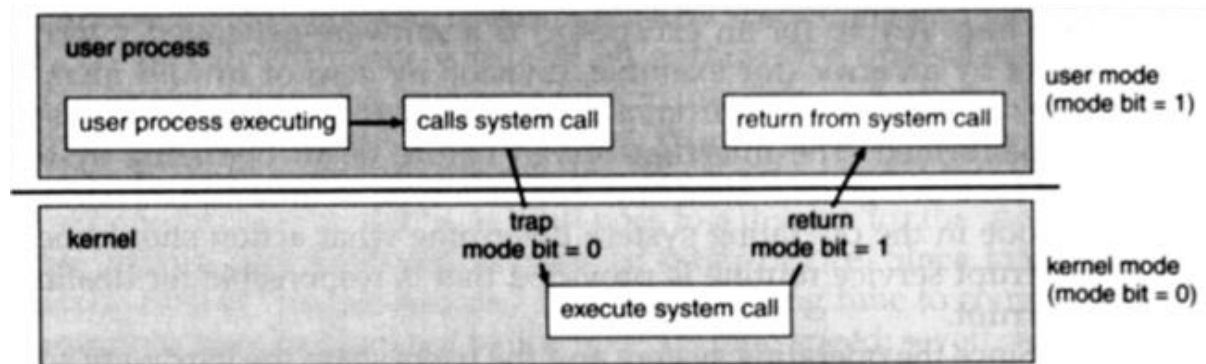 user process
user process executing
calls system call
return from system call
user mode
(mode bit = 1)
kernel
trap
mode bit = 0
return
mode bit = 1
execute system call
kernel mode
(mode bit = 0)